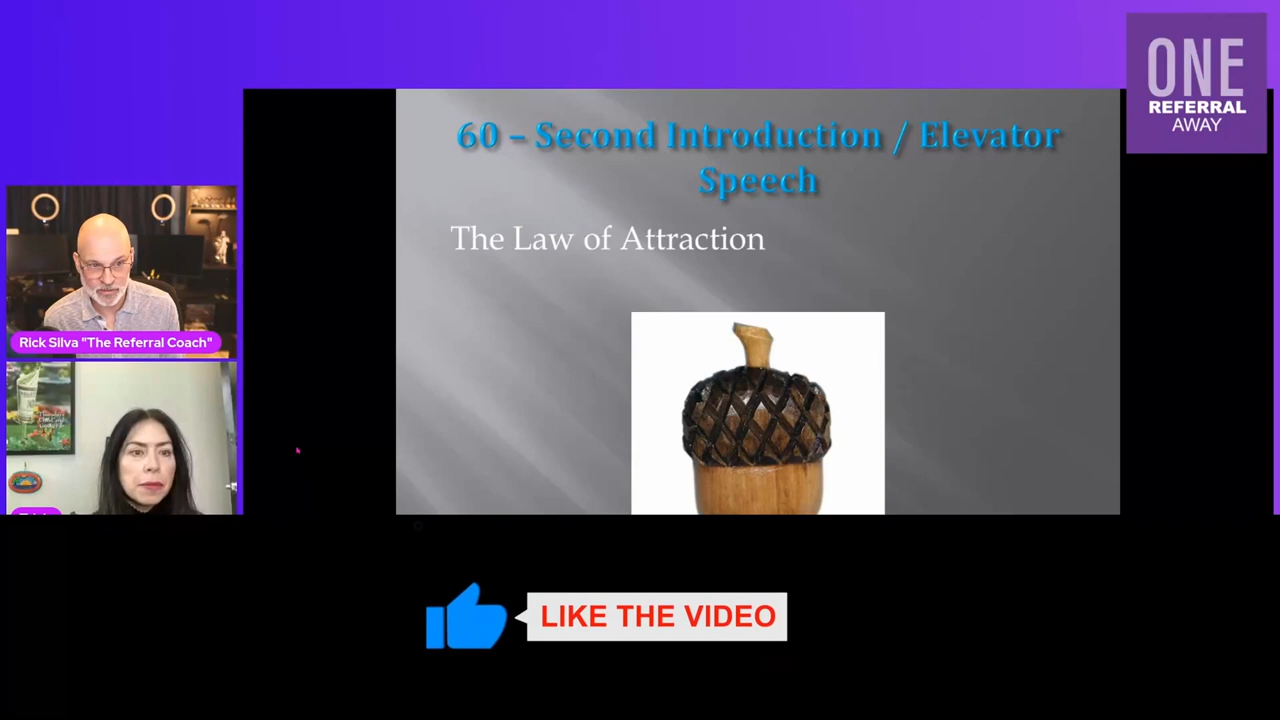 ONE
REFERRAL
AWAY
60 – Second Introduction / Elevator
Speech
The Law of Attraction
Rick Silva "The Referral Coach"
LIKE THE VIDEO